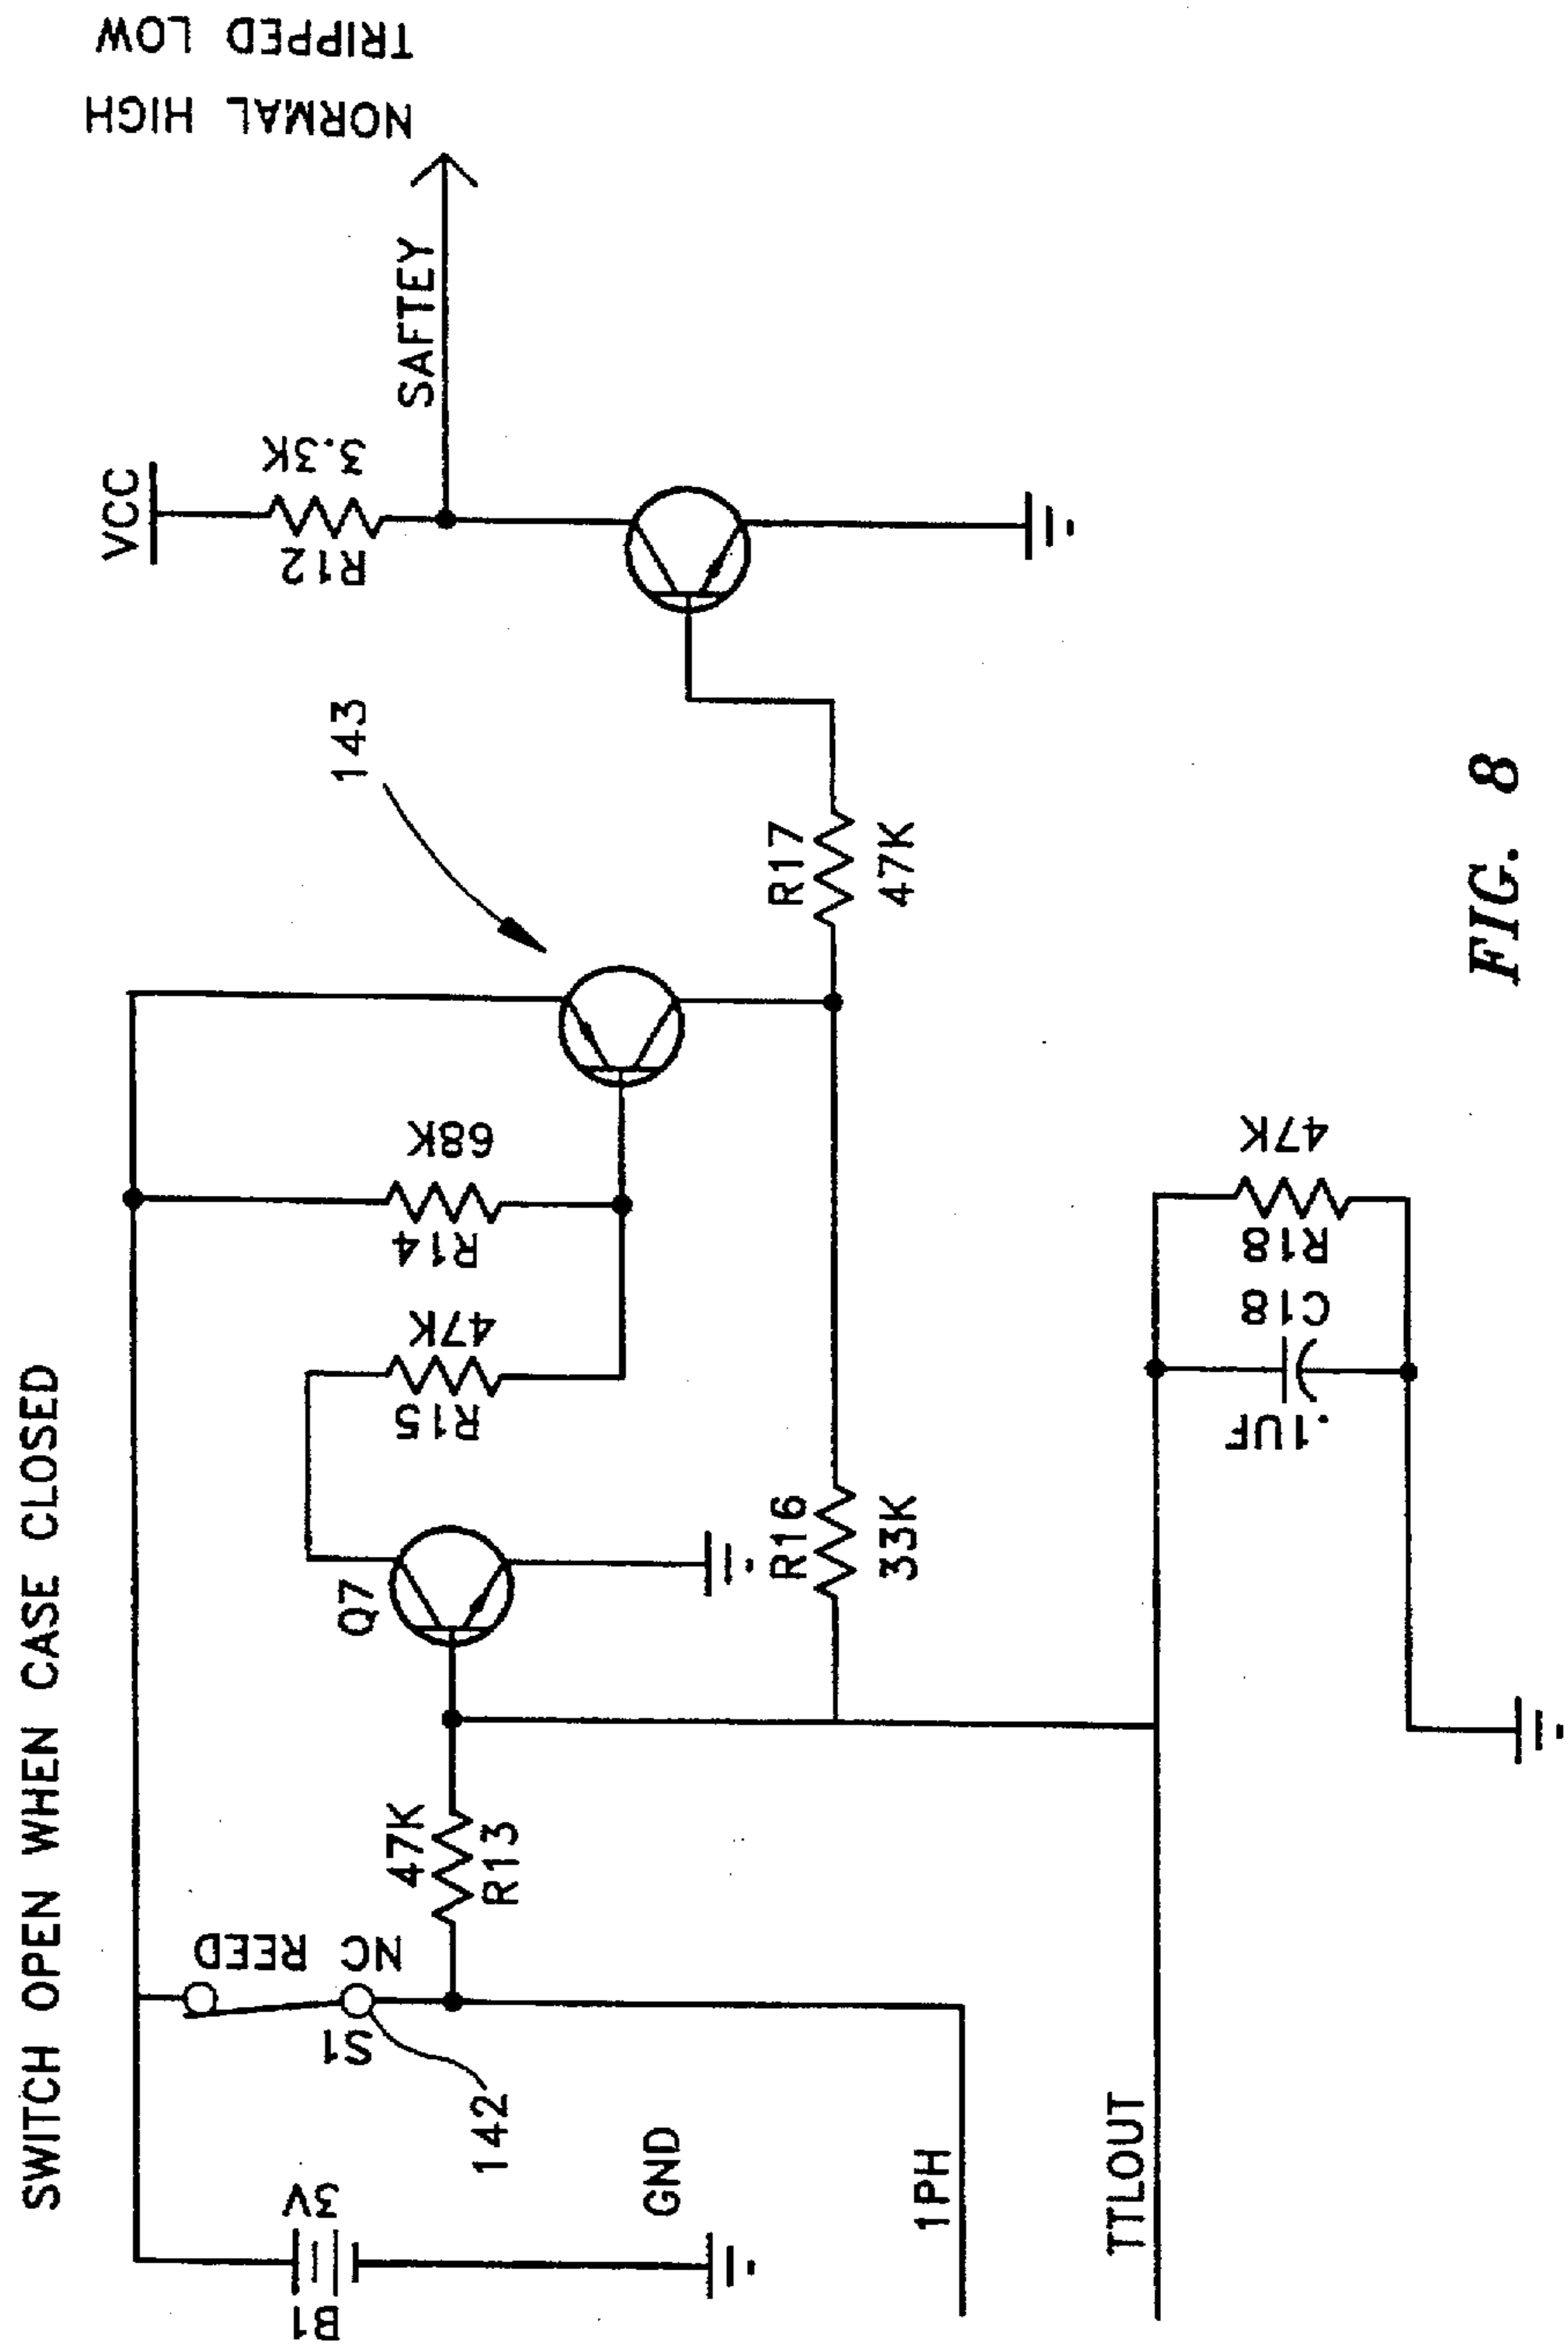 SWITCH OPEN WHEN CASE CLOSED
B1
3V
GND
S1
REED
NC
142
47K
R13
1PH
TTLOUT
Q7
R15
47K
R14
68K
143
R16
33K
R17
47K
VCC
R12
3.3K
SAFTEY
NORMAL HIGH
TRIPPED LOW
.1UF
C18
R18
47K
FIG. 8